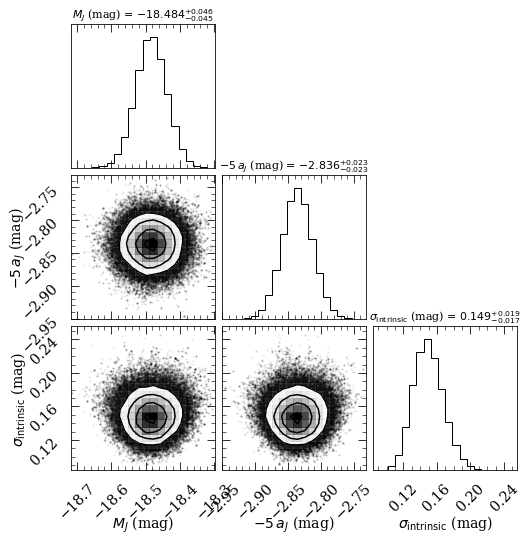 M_J (mag) = −18.484^{+0.046}_{−0.045}
−5 a_J (mag) = −2.836^{+0.023}_{−0.023}
−5 a_J (mag)
−2.75
−2.80
−2.85
−2.90
−2.95
σ_intrinsic (mag) = 0.149^{+0.019}_{−0.017}
σ_intrinsic (mag)
0.24
0.20
0.16
0.12
−18.7 −18.6 −18.5 −18.4 −18.3
−2.95 −2.90 −2.85 −2.80 −2.75
0.12 0.16 0.20 0.24
M_J (mag) −5 a_J (mag) σ_intrinsic (mag)